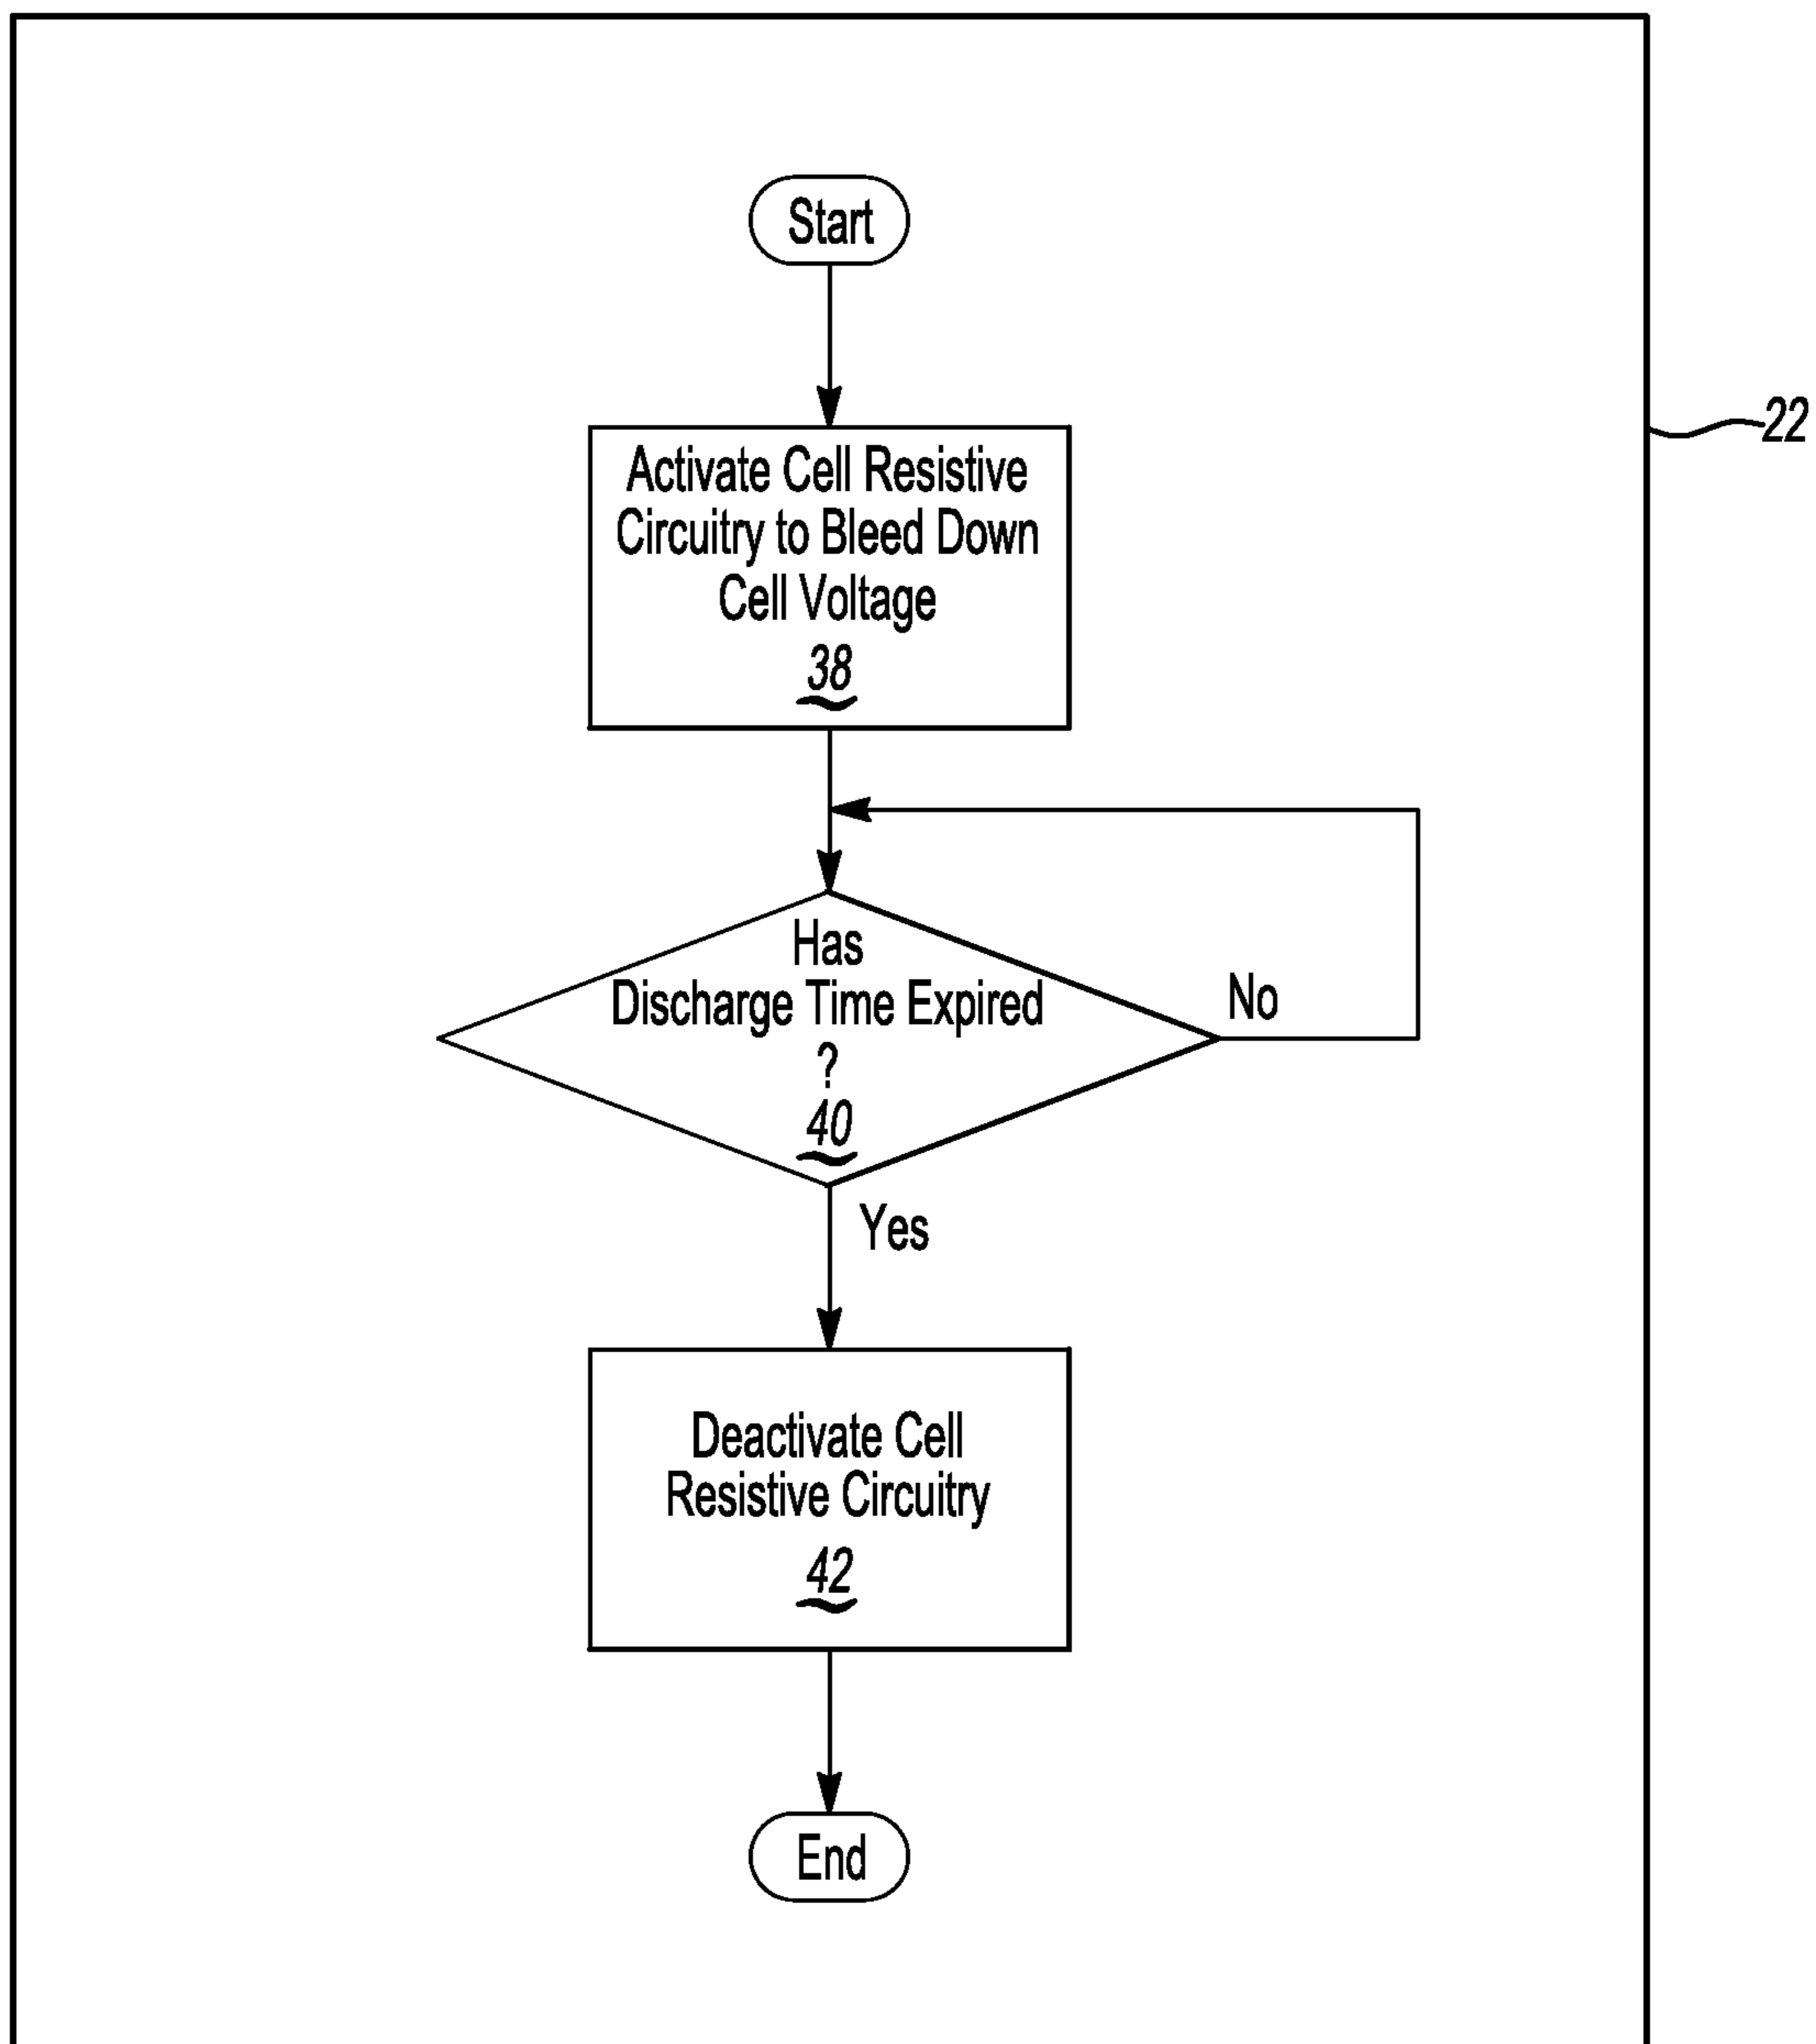 Start
22
Activate Cell Resistive
Circuitry to Bleed Down
Cell Voltage
38
Has
Discharge Time Expired
?
40
No
Yes
Deactivate Cell
Resistive Circuitry
42
End